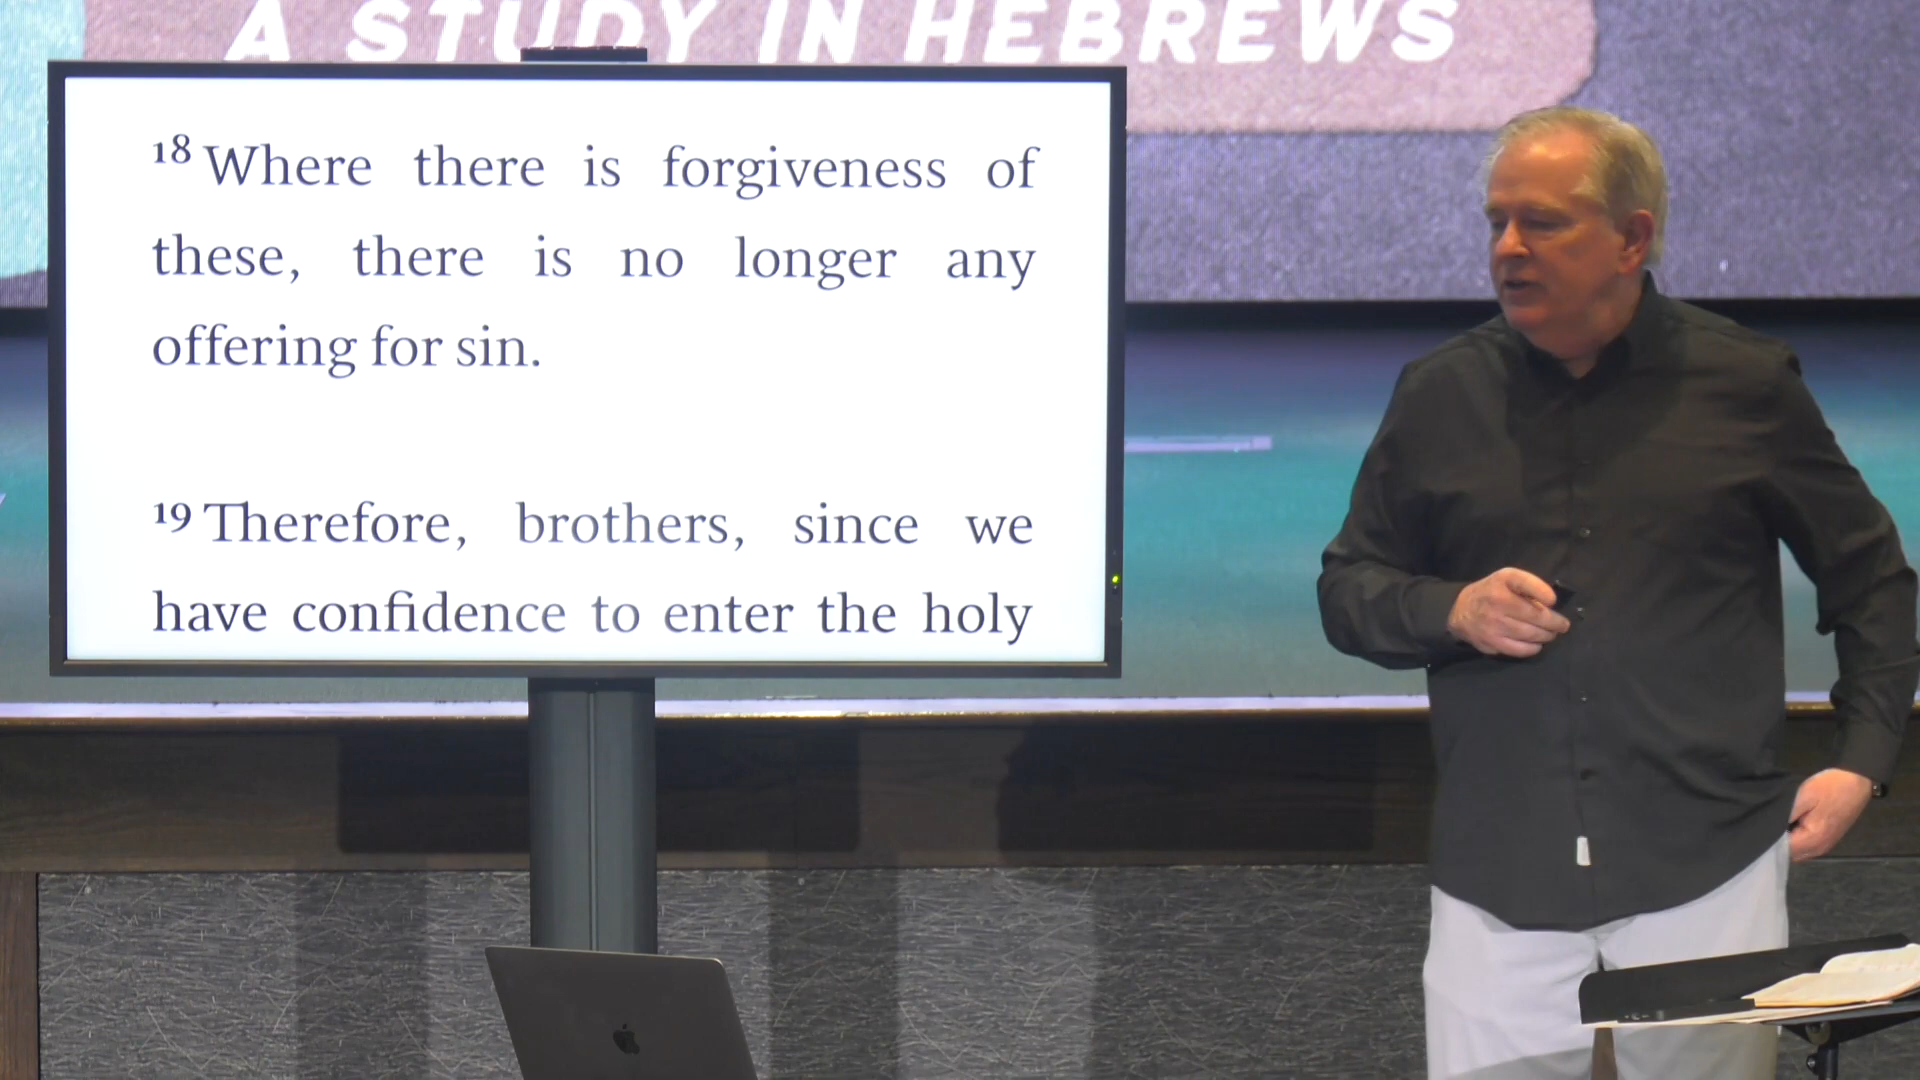 A STUDY IN HEBREWS
18 Where there is forgiveness of
these, there is no longer any
offering for sin.
19 Therefore, brothers, since we
have confidence to enter the holy